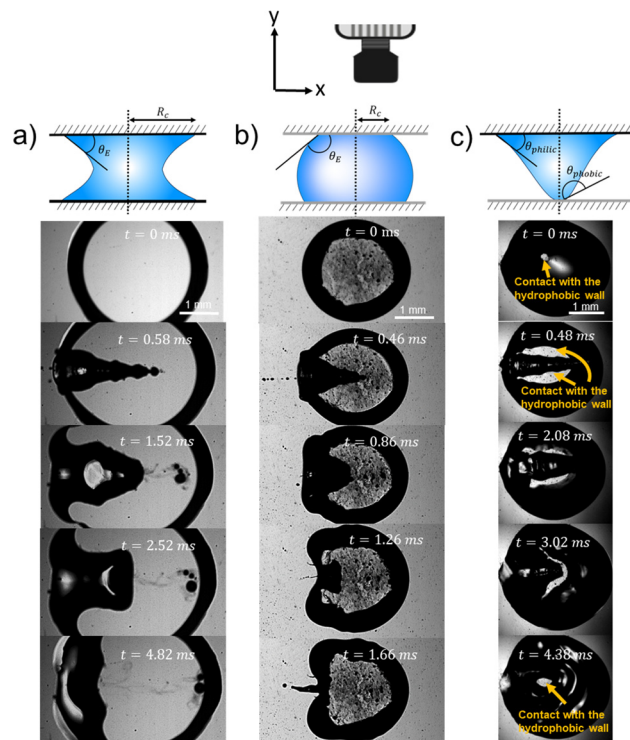 y
x
a)
R_c
θ_E
b)
R_c
θ_E
c)
θ_philic
θ_phobic
t = 0 ms
1 mm
t = 0.58 ms
t = 1.52 ms
t = 2.52 ms
t = 4.82 ms
t = 0 ms
1 mm
t = 0.46 ms
t = 0.86 ms
t = 1.26 ms
t = 1.66 ms
t = 0 ms
Contact with the
hydrophobic wall
1 mm
t = 0.48 ms
Contact with the
hydrophobic wall
t = 2.08 ms
t = 3.02 ms
t = 4.38 ms
Contact with the
hydrophobic wall